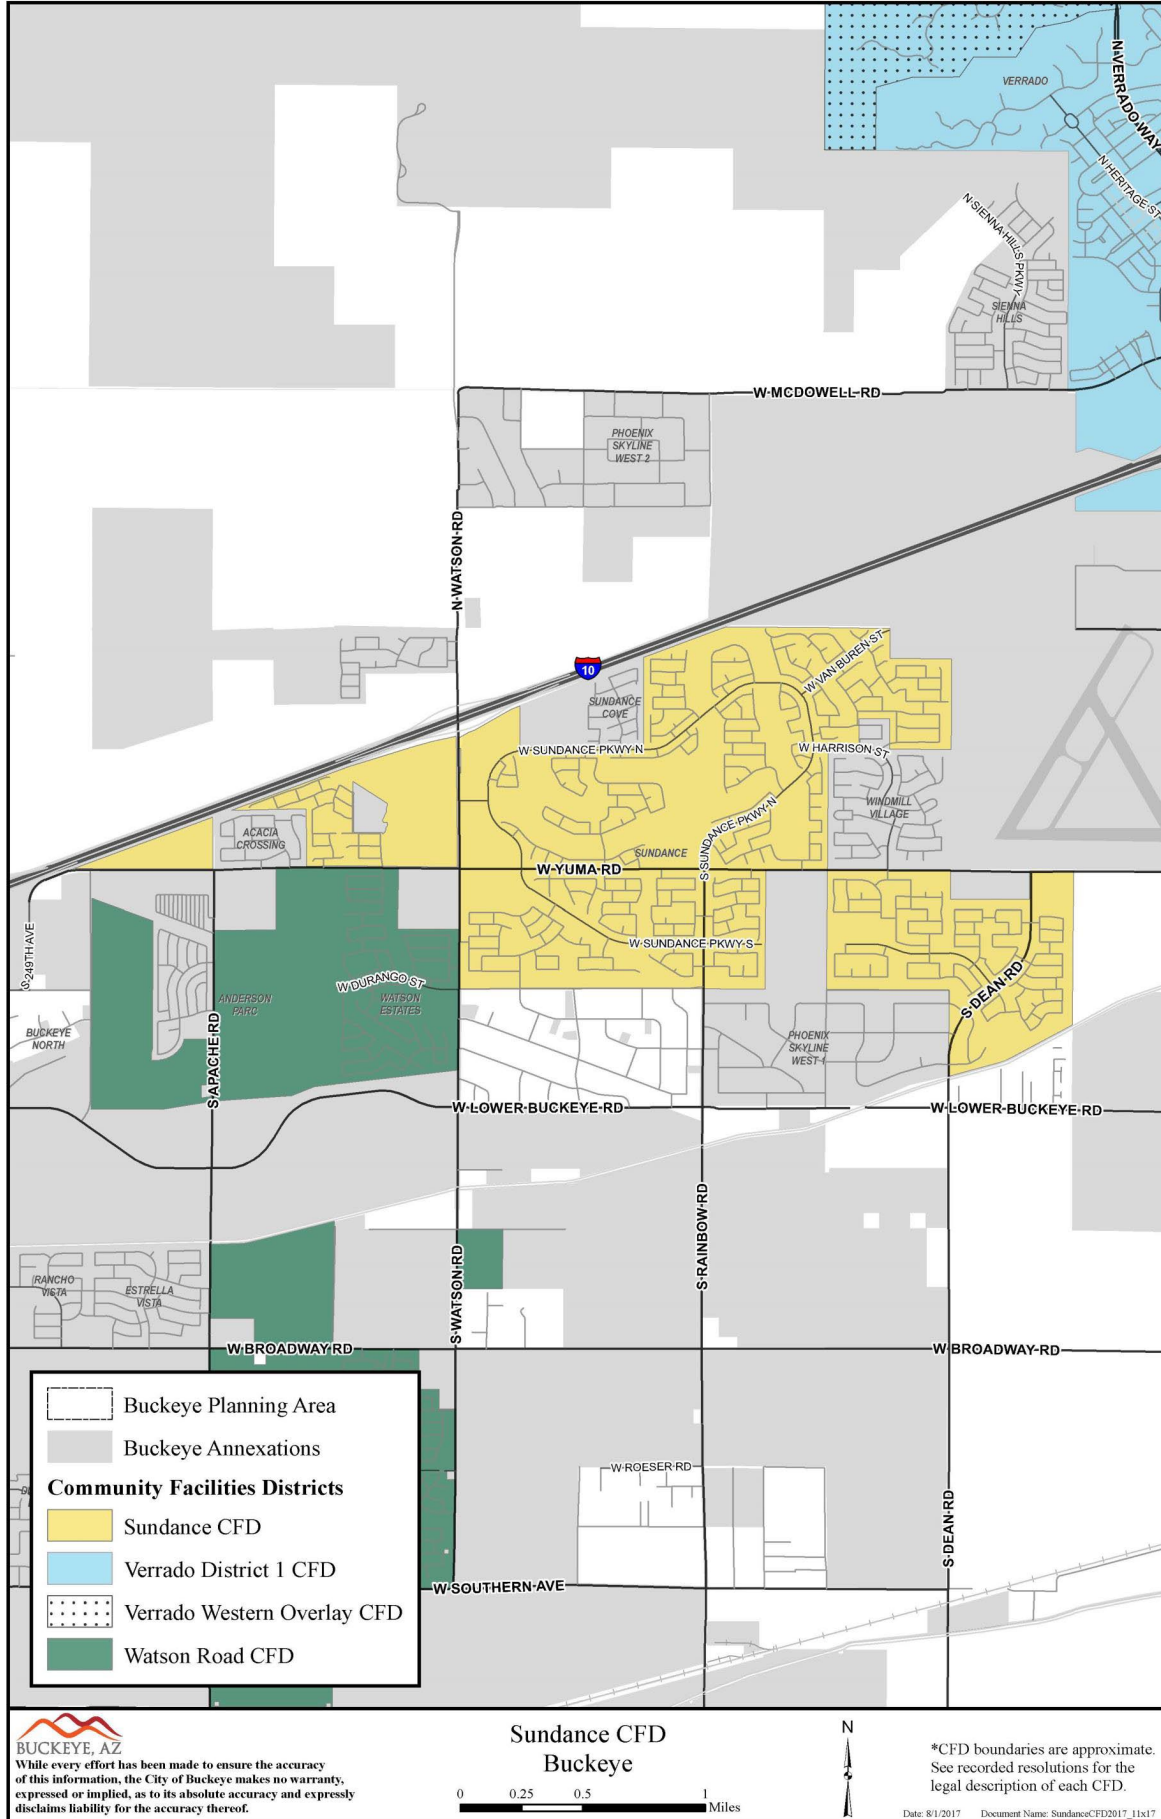 VERRADO
N VERRADO WAY
N HERITAGE ST
N SIENNA HILLS PKWY
SIENNA
HILLS
W MCDOWELL RD
PHOENIX
SKYLINE
WEST 2
N WATSON RD
10
W VAN BUREN ST
SUNDANCE
COVE
W SUNDANCE PKWY N
W HARRISON ST
WINDMILL
VILLAGE
ACACIA
CROSSING
S SUNDANCE PKWY N
SUNDANCE
W YUMA RD
S 249TH AVE
W SUNDANCE PKWY S
W DURANGO ST
ANDERSON
PARC
WATSON
ESTATES
S DEAN RD
BUCKEYE
NORTH
S APACHE RD
PHOENIX
SKYLINE
WEST 1
W LOWER BUCKEYE RD
W LOWER BUCKEYE RD
S RAINBOW RD
S WATSON RD
RANCHO
VISTA
ESTRELLA
VISTA
W BROADWAY RD
W BROADWAY RD
W ROESER RD
S DEAN RD
W SOUTHERN AVE
Buckeye Planning Area
Buckeye Annexations
Community Facilities Districts
Sundance CFD
Verrado District 1 CFD
Verrado Western Overlay CFD
Watson Road CFD
BUCKEYE, AZ
While every effort has been made to ensure the accuracy
of this information, the City of Buckeye makes no warranty,
expressed or implied, as to its absolute accuracy and expressly
disclaims liability for the accuracy thereof.
Sundance CFD
Buckeye
0 0.25 0.5 1
Miles
N
*CFD boundaries are approximate.
See recorded resolutions for the
legal description of each CFD.
Date: 8/1/2017 Document Name: SundanceCFD2017_11x17